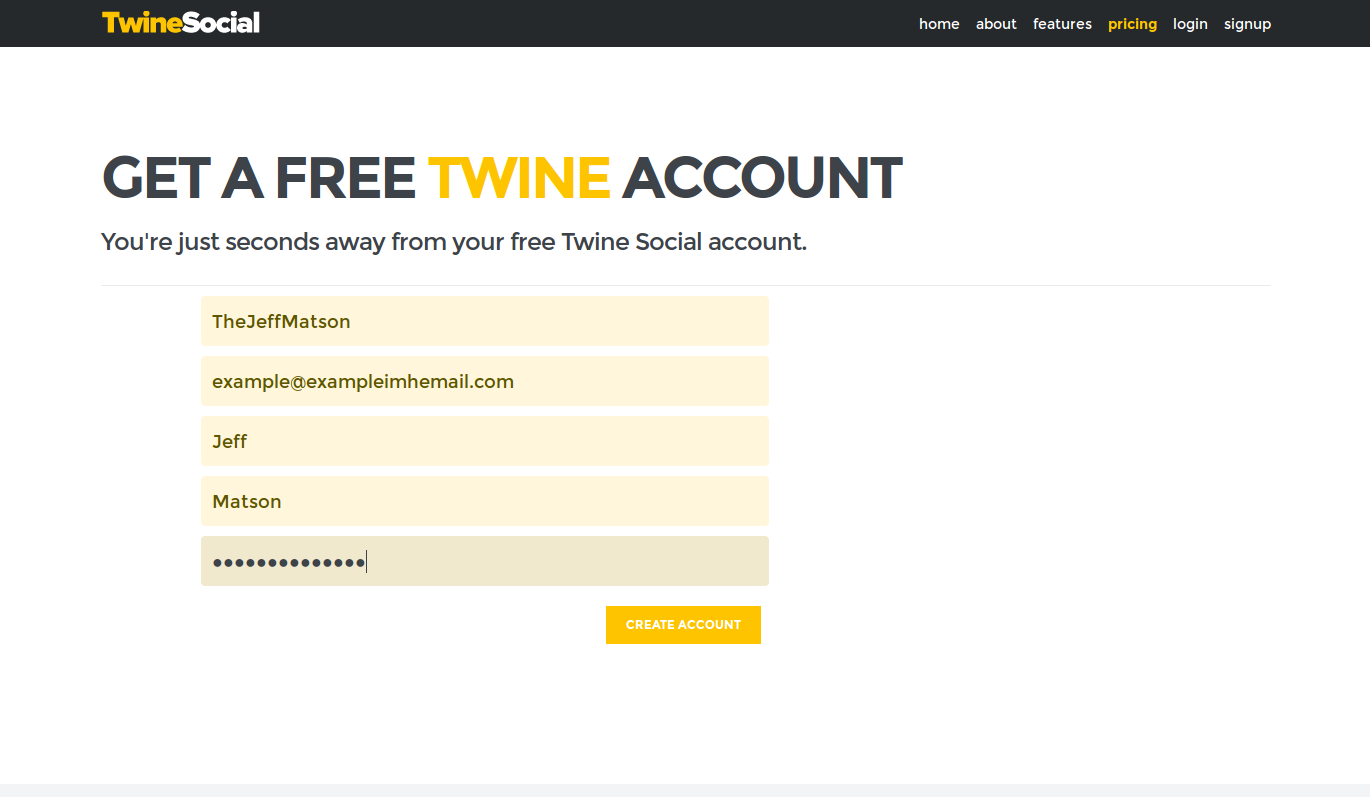 TwineSocial
home about features pricing login signup
GET A FREE TWINE ACCOUNT
You're just seconds away from your free Twine Social account.
TheJeffMatson
example@exampleimhemail.com
Jeff
Matson
••••••••••••••
CREATE ACCOUNT